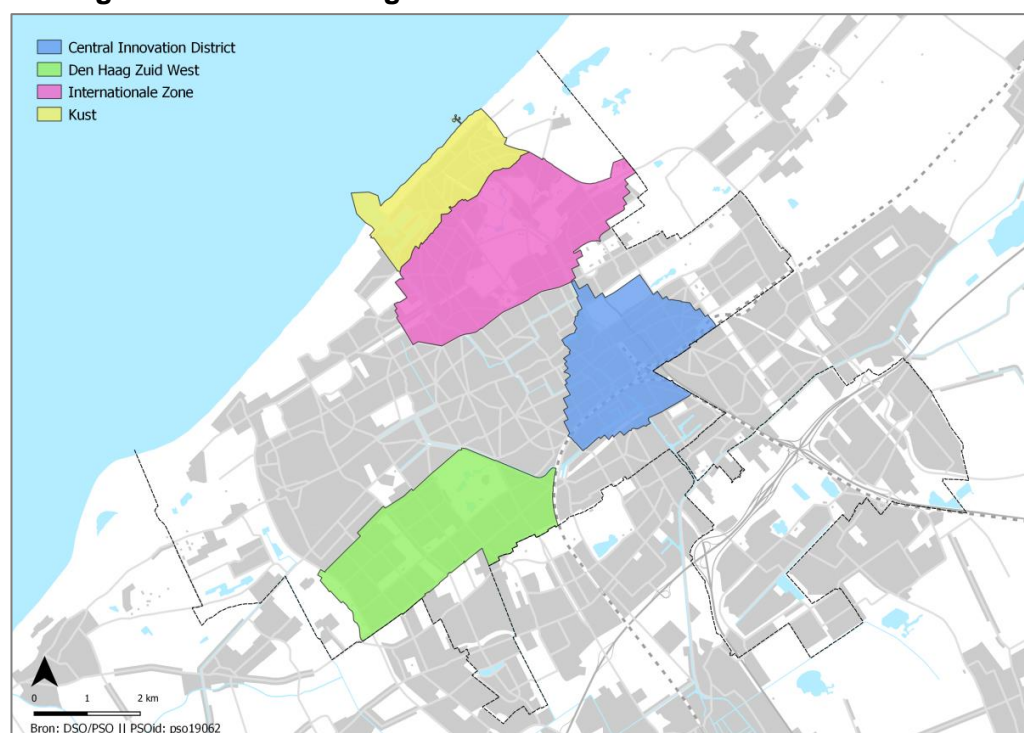 Central Innovation District
Den Haag Zuid West
Internationale Zone
Kust
0 1 2 km
Bron: DSO/PSO || PSOid: pso19062